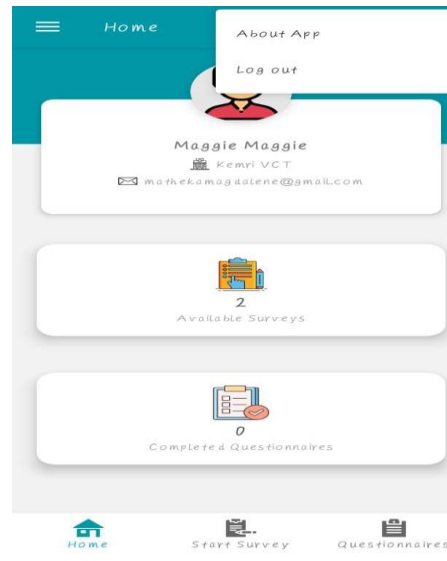 Home
About App
Log out
Maggie Maggie
Kemri VCT
mathekamagdalene@gmail.com
2
Available Surveys
0
Completed Questionnaires
Home
Start Survey
Questionnaires